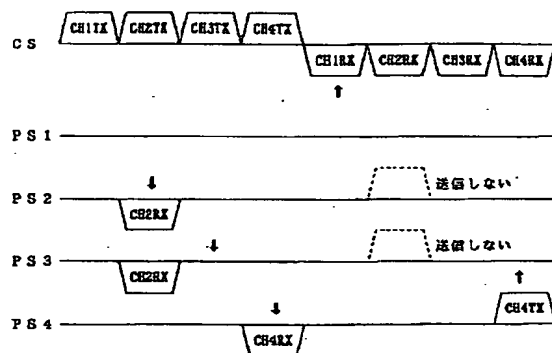 CH1TX CH2TX CH3TX CH4TX
CS
CH1RX CH2RX CH3RX CH4RX
↑
PS1
↓
送信しない
PS2
CH2RX
↓
送信しない
PS3
CH2RX
↑
↓
CH4TX
PS4
CH4RX